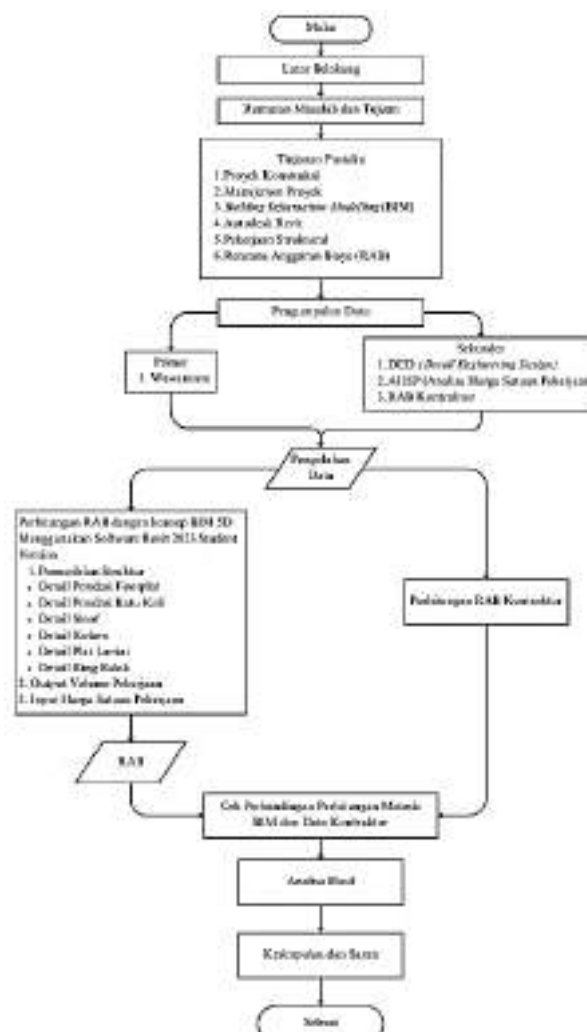 Mulai
Latar Belakang
Rumusan Masalah dan Tujuan
Tinjauan Pustaka
1. Proyek Konstruksi
2. Manajemen Proyek
3. Building Information Modelling (BIM)
4. Autodesk Revit
5. Pekerjaan Struktural
6. Rencana Anggaran Biaya (RAB)
Pengumpulan Data
Primer
1. Wawancara
Sekunder
1. DED (Detail Engineering Design)
2. AHSP (Analisa Harga Satuan Pekerjaan
3. RAB Kontraktor
Pengolahan
Data
Perhitungan RAB dengan konsep BIM 5D
Menggunakan Software Revit 2023 Student
Version
1. Pemodelan Struktur
• Detail Pondasi Footplat
• Detail Pondasi Batu Kali
• Detail Sloof
• Detail Kolom
• Detail Plat Lantai
• Detail Ring Balok
2. Output Volume Pekerjaan
3. Input Harga Satuan Pekerjaan
Perhitungan RAB Kontraktor
RAB
Cek Perbandingan Perhitungan Metode
BIM dan Data Kontraktor
Analisa Hasil
Kesimpulan dan Saran
Selesai